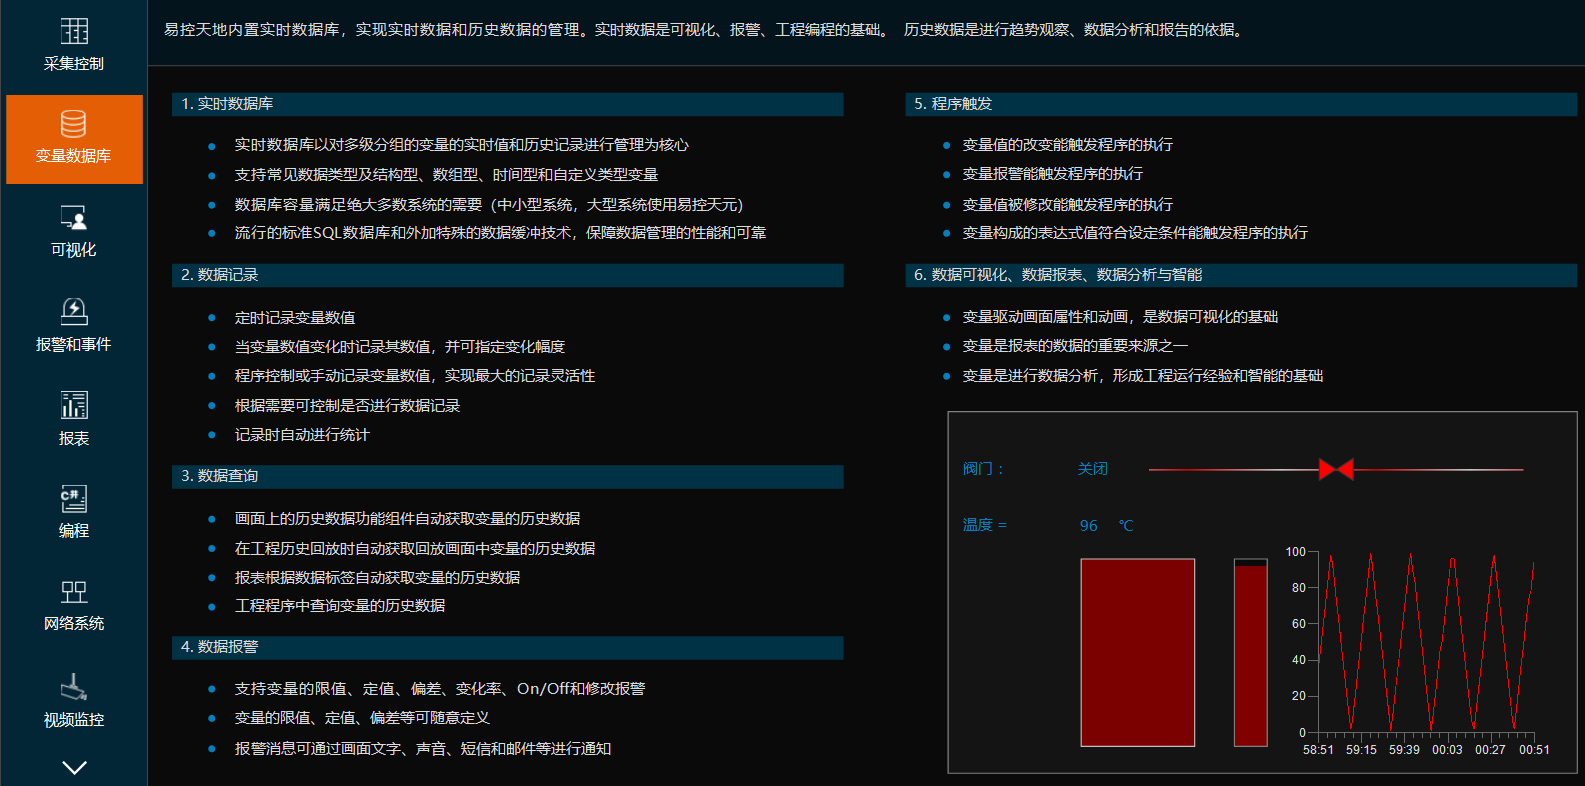 采集控制
变量数据库
可视化
报警和事件
报表
C#
编程
网络系统
视频监控
易控天地内置实时数据库，实现实时数据和历史数据的管理。实时数据是可视化、报警、工程编程的基础。 历史数据是进行趋势观察、数据分析和报告的依据。
1. 实时数据库
实时数据库以对多级分组的变量的实时值和历史记录进行管理为核心
支持常见数据类型及结构型、数组型、时间型和自定义类型变量
数据库容量满足绝大多数系统的需要（中小型系统，大型系统使用易控天元）
流行的标准SQL数据库和外加特殊的数据缓冲技术，保障数据管理的性能和可靠
2. 数据记录
定时记录变量数值
当变量数值变化时记录其数值，并可指定变化幅度
程序控制或手动记录变量数值，实现最大的记录灵活性
根据需要可控制是否进行数据记录
记录时自动进行统计
3. 数据查询
画面上的历史数据功能组件自动获取变量的历史数据
在工程历史回放时自动获取回放画面中变量的历史数据
报表根据数据标签自动获取变量的历史数据
工程程序中查询变量的历史数据
4. 数据报警
支持变量的限值、定值、偏差、变化率、On/Off和修改报警
变量的限值、定值、偏差等可随意定义
报警消息可通过画面文字、声音、短信和邮件等进行通知
5. 程序触发
变量值的改变能触发程序的执行
变量报警能触发程序的执行
变量值被修改能触发程序的执行
变量构成的表达式值符合设定条件能触发程序的执行
6. 数据可视化、数据报表、数据分析与智能
变量驱动画面属性和动画，是数据可视化的基础
变量是报表的数据的重要来源之一
变量是进行数据分析，形成工程运行经验和智能的基础
阀门： 关闭
温度 = 96 ℃
100
80
60
40
20
0
58:51 59:15 59:39 00:03 00:27 00:51